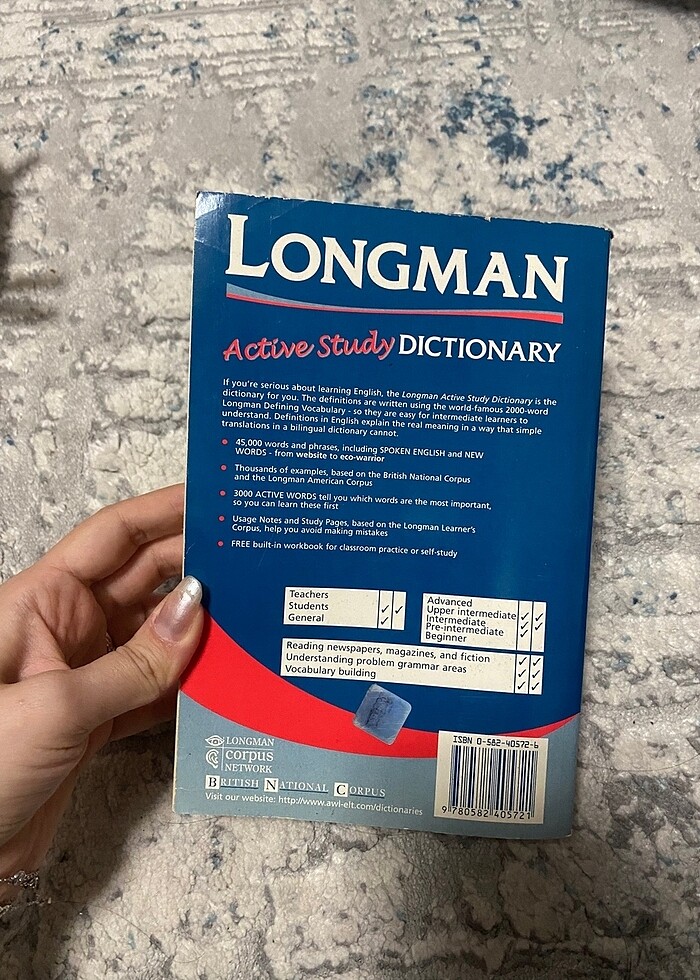 LONGMAN
Active Study DICTIONARY
If you're serious about learning English, the Longman Active Study Dictionary is the
dictionary for you. The definitions are written using the world-famous 2000-word
Longman Defining Vocabulary - so they are easy for intermediate learners to
understand. Definitions in English explain the real meaning in a way that simple
translations in a bilingual dictionary cannot.
• 45,000 words and phrases, including SPOKEN ENGLISH and NEW
WORDS - from website to eco-warrior
• Thousands of examples, based on the British National Corpus
and the Longman American Corpus
• 3000 ACTIVE WORDS tell you which words are the most important,
so you can learn these first
• Usage Notes and Study Pages, based on the Longman Learner's
Corpus, help you avoid making mistakes
• FREE built-in workbook for classroom practice or self-study
Teachers
Students ✓ ✓
General ✓
Advanced
Upper intermediate ✓
Intermediate ✓ ✓
Pre-intermediate ✓
Beginner
Reading newspapers, magazines, and fiction ✓ ✓
Understanding problem grammar areas ✓ ✓
Vocabulary building ✓ ✓
LONGMAN
corpus
NETWORK
BRITISH NATIONAL CORPUS
Visit our website: http://www.awl-elt.com/dictionaries
ISBN 0-582-40572-6
9 780582 405721